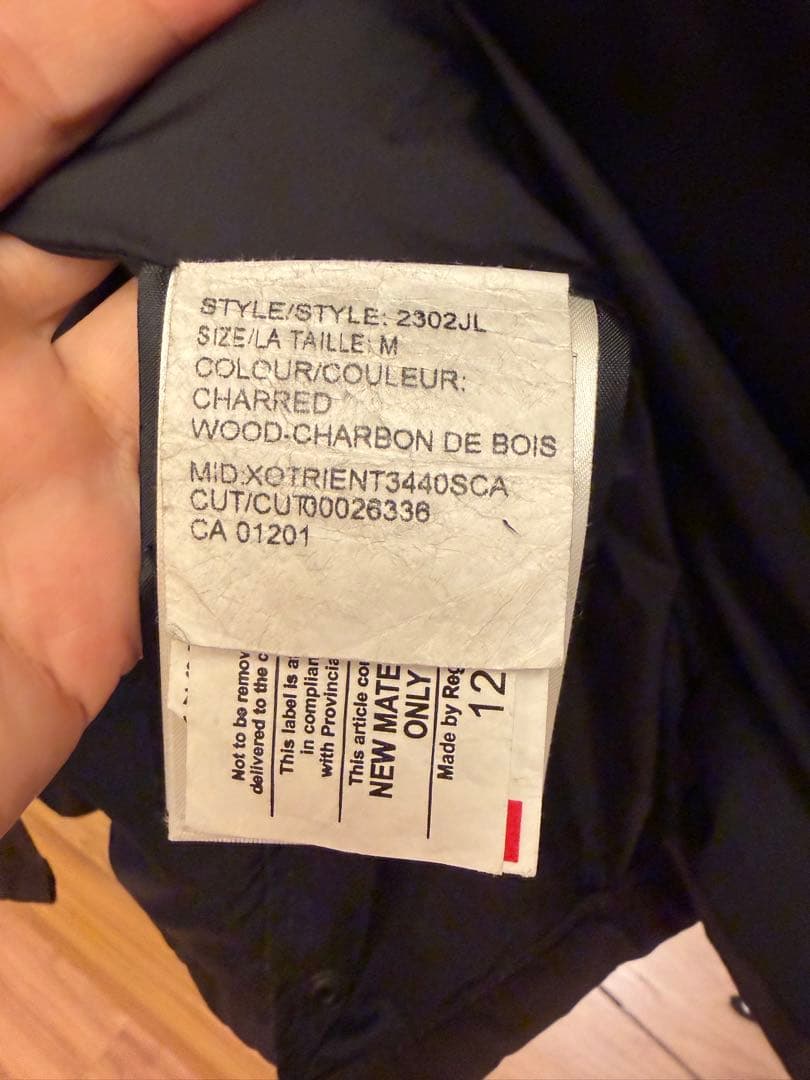 STYLE/STYLE: 2302JL
SIZE/LA TAILLE: M
COLOUR/COULEUR:
CHARRED
WOOD-CHARBON DE BOIS
MID:XOTRIENT3440SCA
CUT/CUT00026336
CA 01201
Not to be remov
delivered to the c
This label is a
in complian
with Provincia
This article co
NEW MATE
ONLY
Made by Reg
12